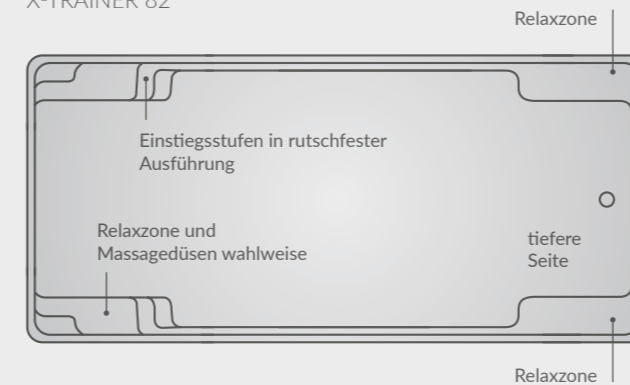 X-TRAINER 82
Relaxzone
Einstiegsstufen in rutschfester
Ausführung
Relaxzone und
Massagedüsen wahlweise
tiefere
Seite
Relaxzone